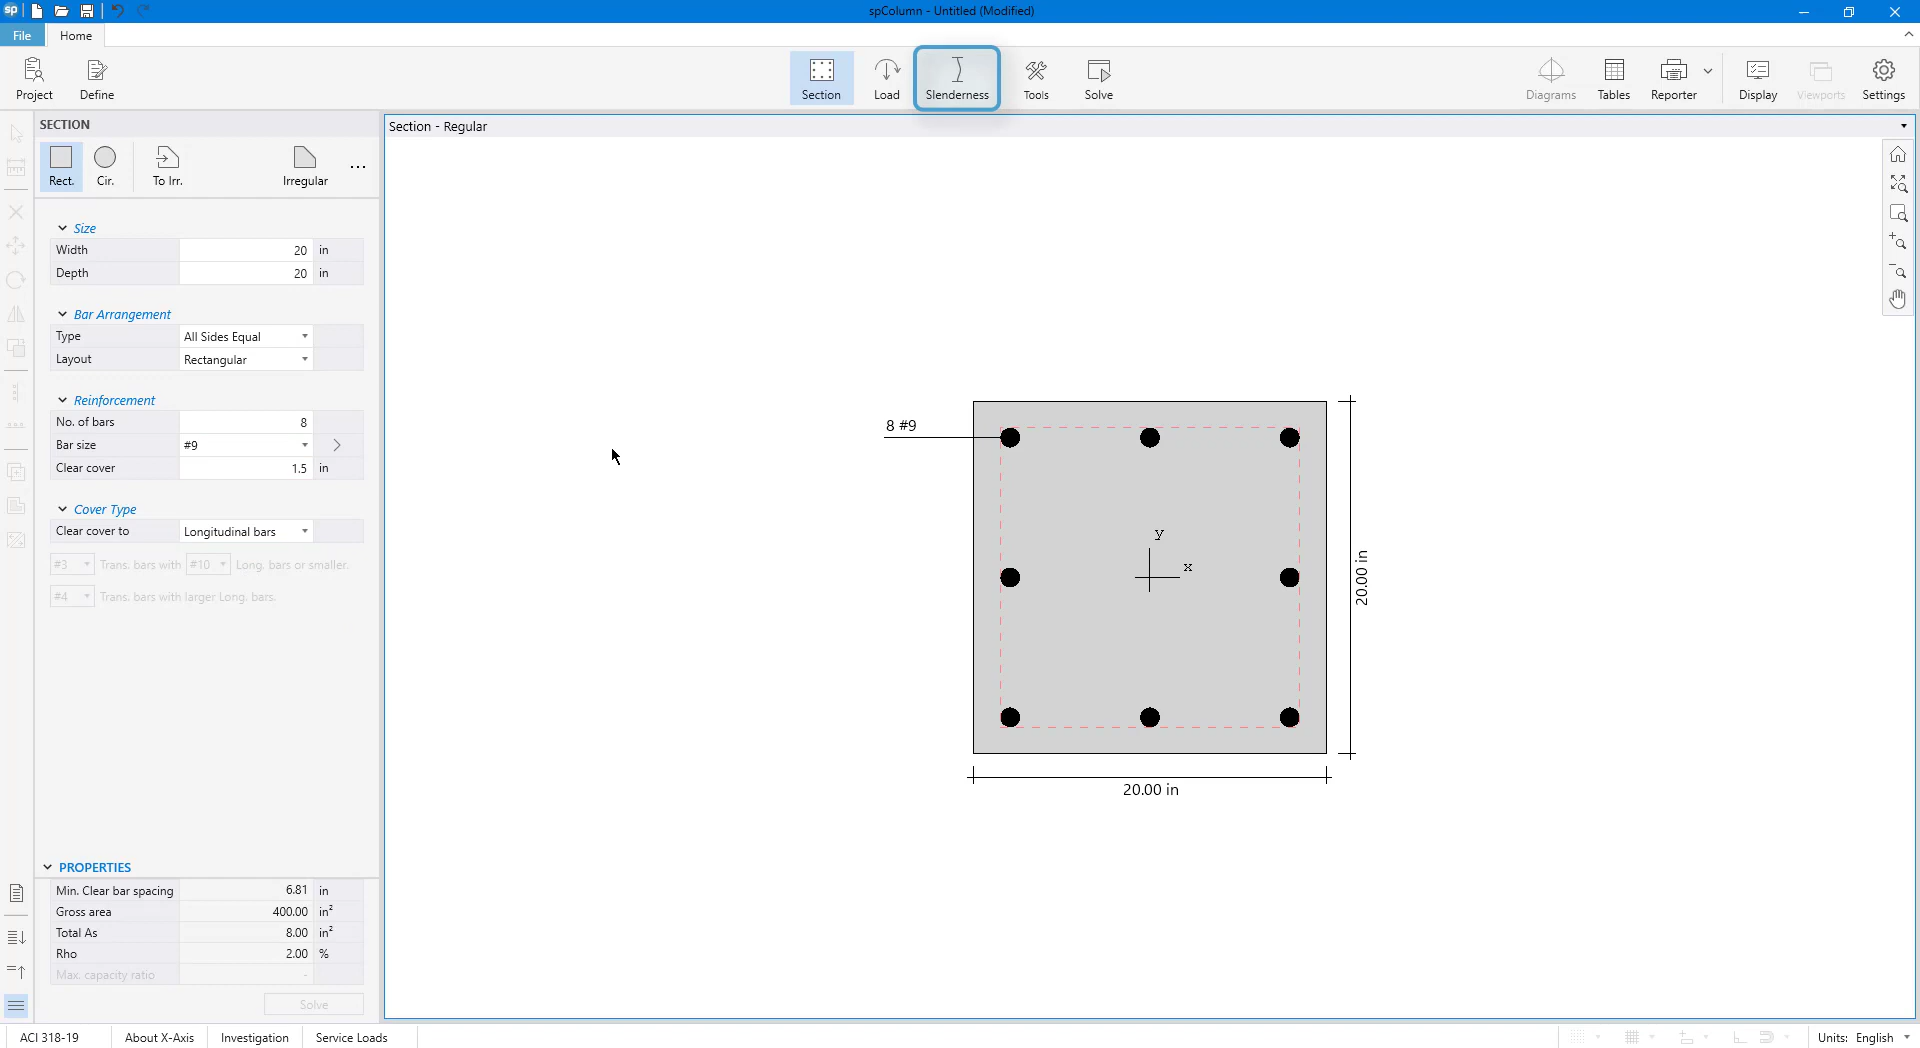 sp
spColumn - Untitled (Modified)
File
Home
Project
Define
Section
Load
Slenderness
Tools
Solve
Diagrams
Tables
Reporter
Display
Viewports
Settings
SECTION
Section - Regular
Rect.
Cir.
To Irr.
Irregular
...
Size
Width 20 in
Depth 20 in
Bar Arrangement
Type All Sides Equal
Layout Rectangular
Reinforcement
No. of bars 8
Bar size #9
Clear cover 1.5 in
Cover Type
Clear cover to Longitudinal bars
#3 Trans. bars with #10 Long. bars or smaller.
#4 Trans. bars with larger Long. bars.
8 #9
y
x
20.00 in
20.00 in
PROPERTIES
Min. Clear bar spacing 6.81 in
Gross area 400.00 in²
Total As 8.00 in²
Rho 2.00 %
Max. capacity ratio -
Solve
ACI 318-19
About X-Axis
Investigation
Service Loads
Units: English